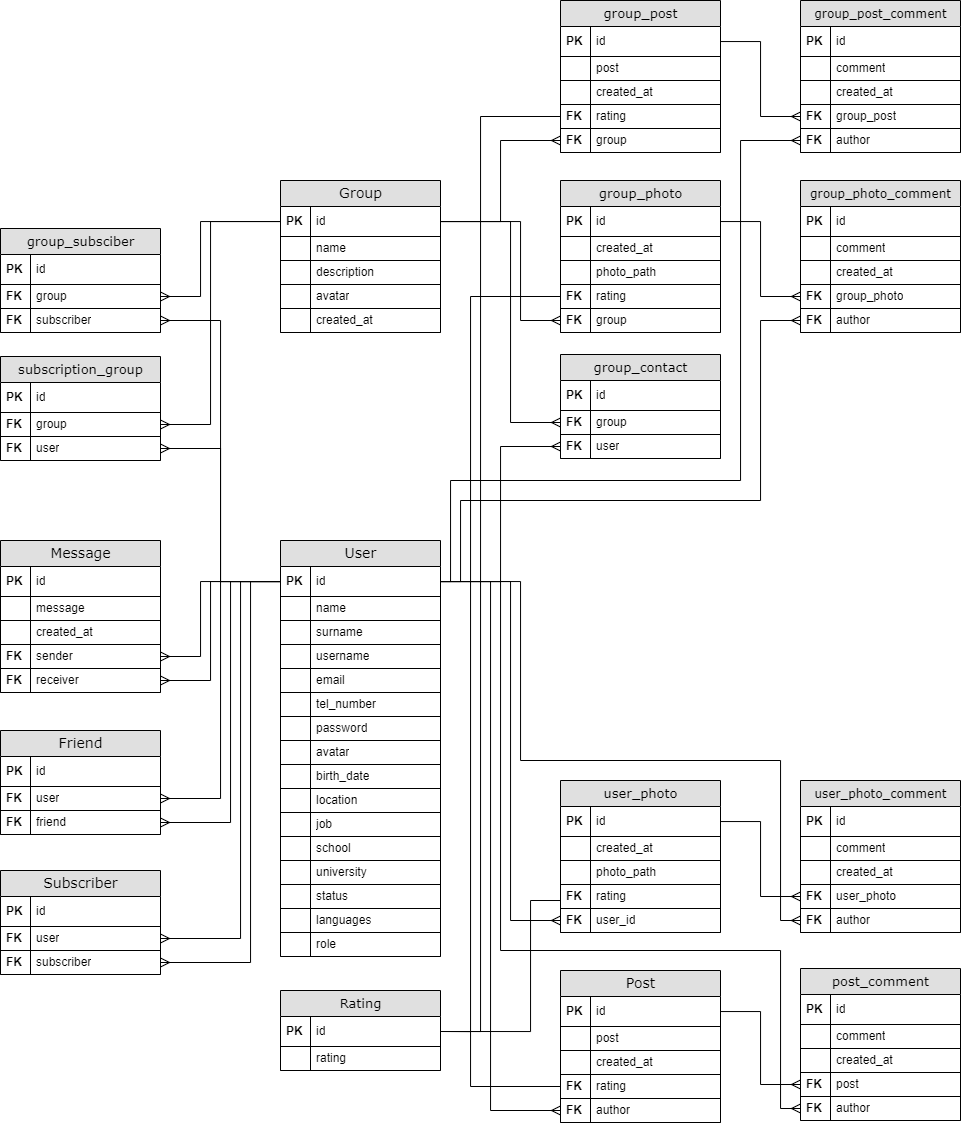 group_post
PK id
post
created_at
FK rating
FK group
group_post_comment
PK id
comment
created_at
FK group_post
FK author
Group
PK id
name
description
avatar
created_at
group_photo
PK id
created_at
photo_path
FK rating
FK group
group_photo_comment
PK id
comment
created_at
FK group_photo
FK author
group_subsciber
PK id
FK group
FK subscriber
subscription_group
PK id
FK group
FK user
group_contact
PK id
FK group
FK user
Message
PK id
message
created_at
FK sender
FK receiver
User
PK id
name
surname
username
email
tel_number
password
avatar
birth_date
location
job
school
university
status
languages
role
Friend
PK id
FK user
FK friend
user_photo
PK id
created_at
photo_path
FK rating
FK user_id
user_photo_comment
PK id
comment
created_at
FK user_photo
FK author
Subscriber
PK id
FK user
FK subscriber
Rating
PK id
rating
Post
PK id
post
created_at
FK rating
FK author
post_comment
PK id
comment
created_at
FK post
FK author